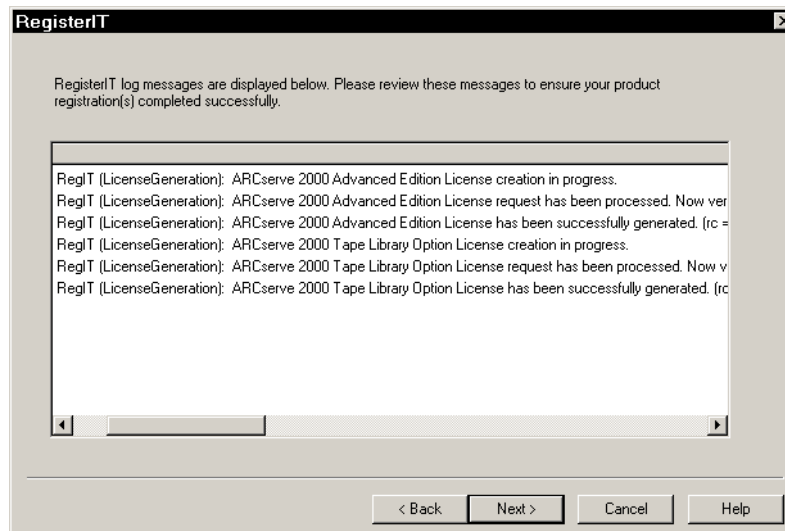 RegisterIT
RegisterIT log messages are displayed below. Please review these messages to ensure your product
registration(s) completed successfully.
RegIT (LicenseGeneration): ARCserve 2000 Advanced Edition License creation in progress.
RegIT (LicenseGeneration): ARCserve 2000 Advanced Edition License request has been processed. Now ver
RegIT (LicenseGeneration): ARCserve 2000 Advanced Edition License has been successfully generated. (rc =
RegIT (LicenseGeneration): ARCserve 2000 Tape Library Option License creation in progress.
RegIT (LicenseGeneration): ARCserve 2000 Tape Library Option License request has been processed. Now v
RegIT (LicenseGeneration): ARCserve 2000 Tape Library Option License has been successfully generated. (rc
< Back Next > Cancel Help